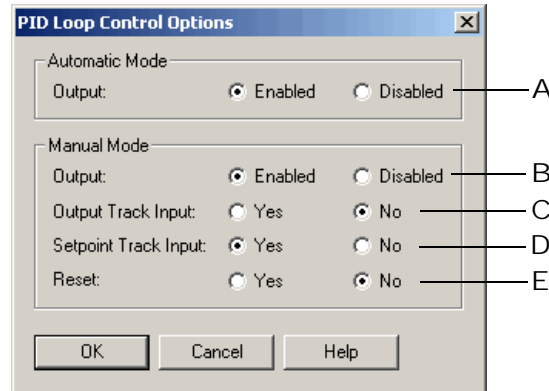 PID Loop Control Options
Automatic Mode
Output: Enabled Disabled A
Manual Mode
Output: Enabled Disabled B
Output Track Input: Yes No C
Setpoint Track Input: Yes No D
Reset: Yes No E
OK Cancel Help